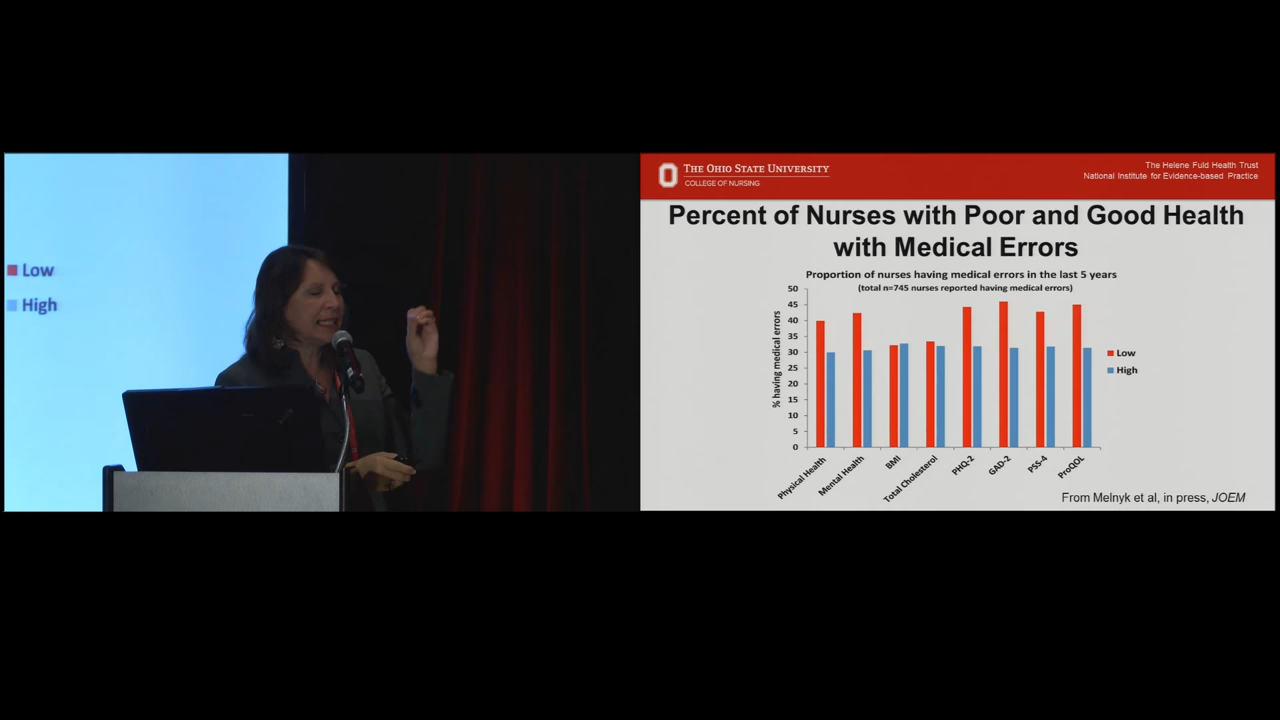 Low
High
THE OHIO STATE UNIVERSITY
COLLEGE OF NURSING
The Helene Fuld Health Trust
National Institute for Evidence-based Practice
Percent of Nurses with Poor and Good Health
with Medical Errors
Proportion of nurses having medical errors in the last 5 years
(total n=745 nurses reported having medical errors)
% having medical errors
50
45
40
35
30
25
20
15
10
5
0
Physical Health
Mental Health
BMI
Total Cholesterol
PHQ-2
GAD-2
PSS-4
ProQOL
Low
High
From Melnyk et al, in press, JOEM